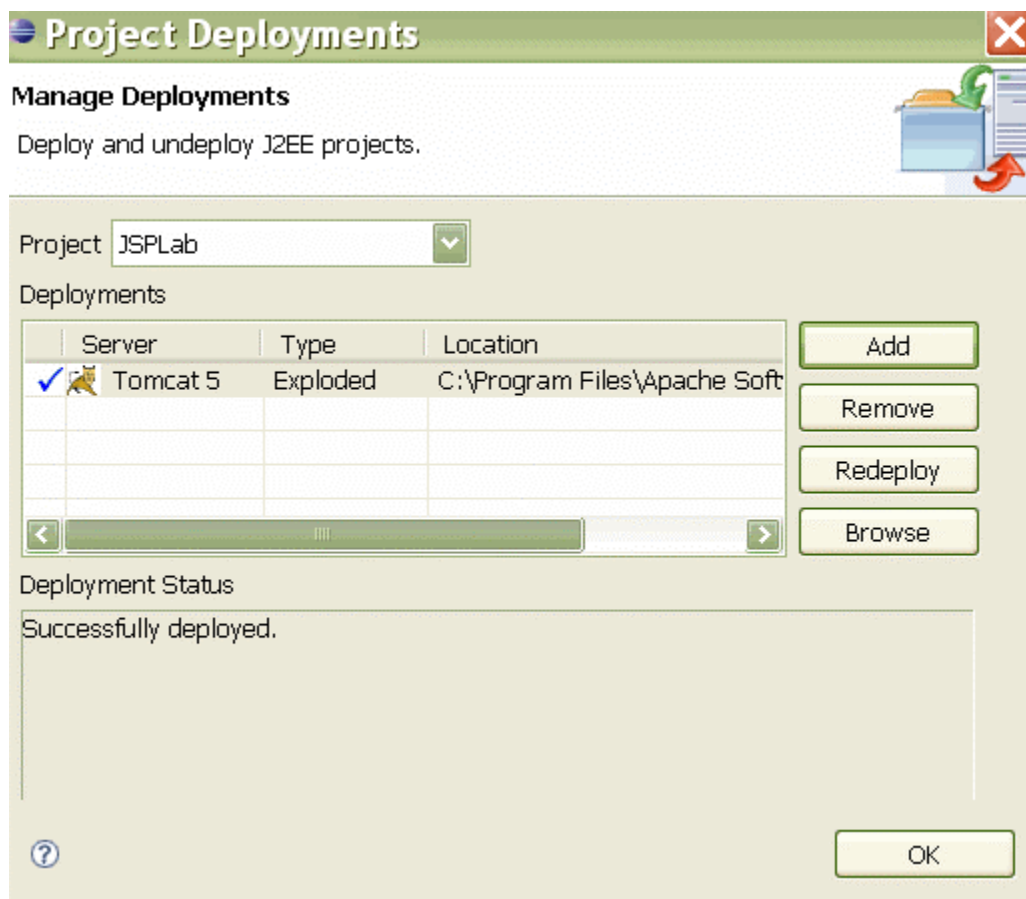 Project Deployments
Manage Deployments
Deploy and undeploy J2EE projects.
Project JSPLab
Deployments
Server Type Location
Tomcat 5 Exploded C:\Program Files\Apache Soft
Add
Remove
Redeploy
Browse
Deployment Status
Successfully deployed.
OK